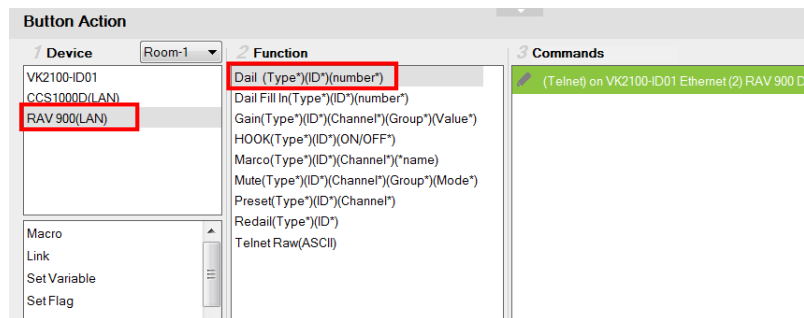 Button Action
1 Device
Room-1
2 Function
3 Commands
VK2100-ID01
CCS1000D(LAN)
RAV 900(LAN)
Macro
Link
Set Variable
Set Flag
Dail (Type*)(ID*)(number*)
Dail Fill In(Type*)(ID*)(number*)
Gain(Type*)(ID*)(Channel*)(Group*)(Value*)
HOOK(Type*)(ID*)(ON/OFF*)
Marco(Type*)(ID*)(Channel*)(*name)
Mute(Type*)(ID*)(Channel*)(Group*)(Mode*)
Preset(Type*)(ID*)(Channel*)
Redail(Type*)(ID*)
Telnet Raw(ASCII)
(Telnet) on VK2100-ID01 Ethernet (2) RAV 900 D